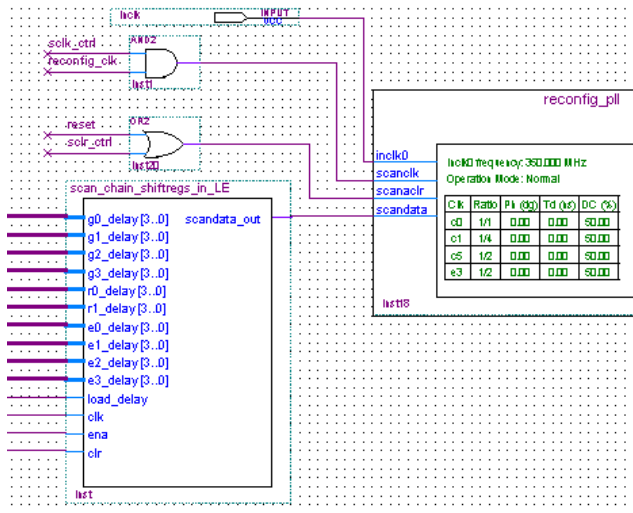 inclk INPUT
VCC
AND2
sclk_ctrl
reconfig_clk
inst1
OR2
reset
sclr_ctrl
inst20
reconfig_pll
inclk0
scanclk
scanaclr
scandata
inclk0 frequency: 350.000 MHz
Operation Mode: Normal
Clk Ratio Ph (dg) Td (ns) DC (%)
c0 1/1 0.00 0.00 50.00
c1 1/4 0.00 0.00 50.00
c5 1/2 0.00 0.00 50.00
e3 1/2 0.00 0.00 50.00
inst18
scan_chain_shiftregs_in_LE
g0_delay[3..0] scandata_out
g1_delay[3..0]
g2_delay[3..0]
g3_delay[3..0]
r0_delay[3..0]
r1_delay[3..0]
e0_delay[3..0]
e1_delay[3..0]
e2_delay[3..0]
e3_delay[3..0]
load_delay
clk
ena
clr
inst